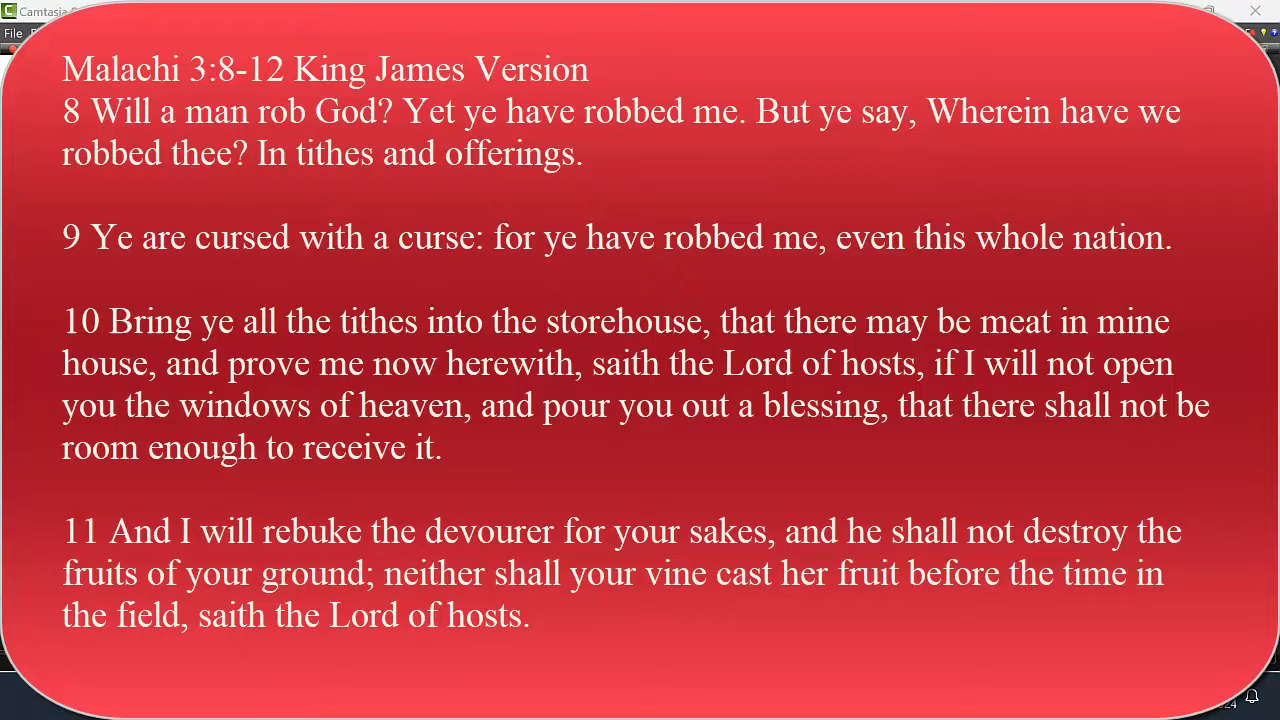 Camtasia
File
Malachi 3:8-12 King James Version
8 Will a man rob God? Yet ye have robbed me. But ye say, Wherein have we
robbed thee? In tithes and offerings.
9 Ye are cursed with a curse: for ye have robbed me, even this whole nation.
10 Bring ye all the tithes into the storehouse, that there may be meat in mine
house, and prove me now herewith, saith the Lord of hosts, if I will not open
you the windows of heaven, and pour you out a blessing, that there shall not be
room enough to receive it.
11 And I will rebuke the devourer for your sakes, and he shall not destroy the
fruits of your ground; neither shall your vine cast her fruit before the time in
the field, saith the Lord of hosts.